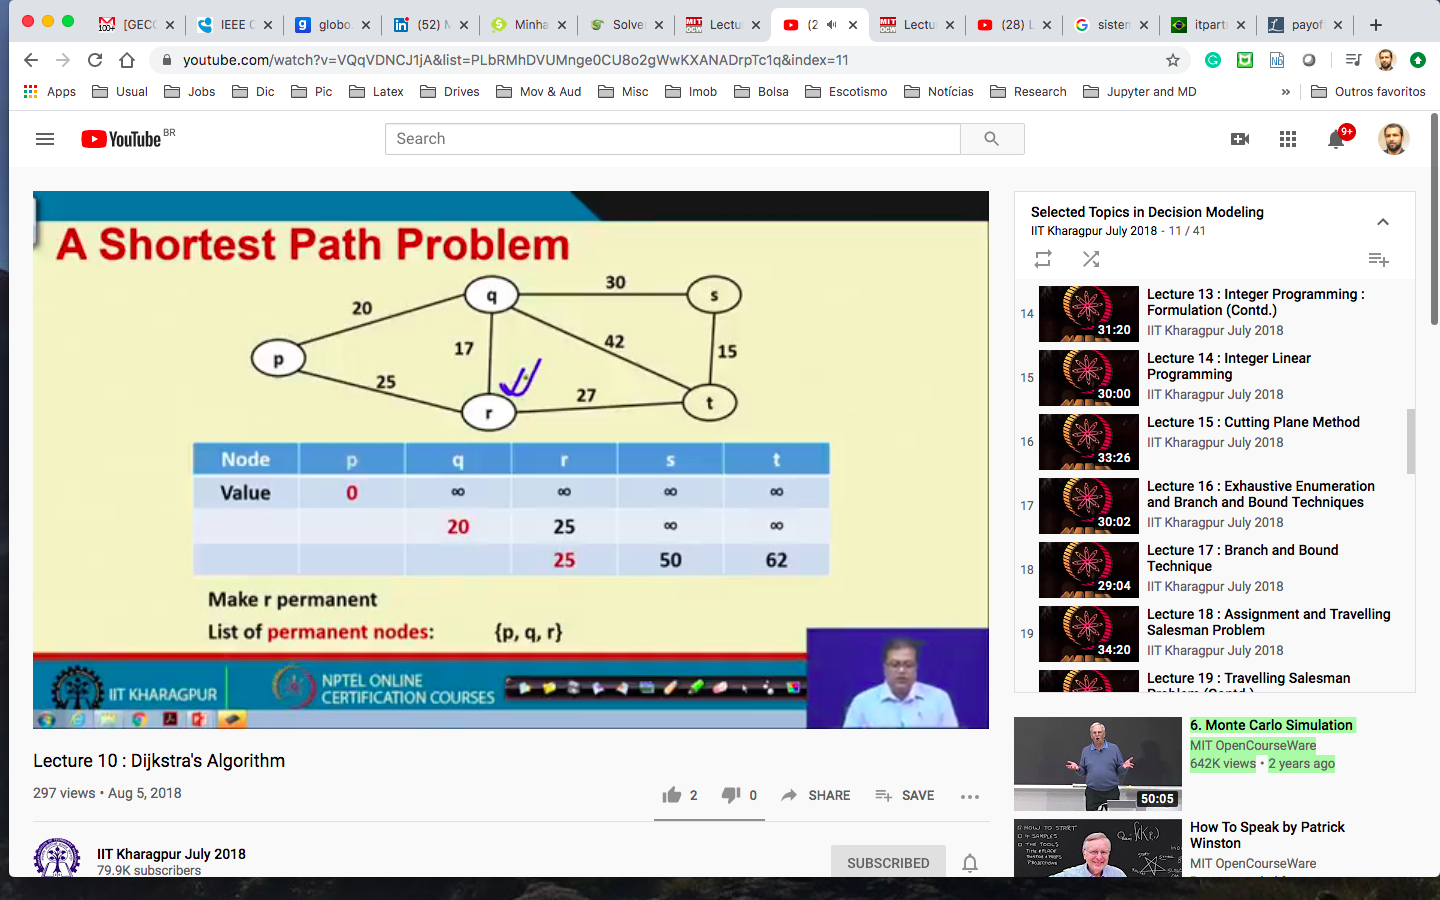 [GECC
IEEE C
globo.
(52) M
Minha
Solve
Lectu
(2
Lectu
(28) L
sistem
itpart
payof
youtube.com/watch?v=VQqVDNCJ1jA&list=PLbRMhDVUMnge0CU8o2gWwKXANADrpTc1q&index=11
Apps Usual Jobs Dic Pic Latex Drives Mov & Aud Misc Imob Bolsa Escotismo Notícias Research Jupyter and MD » Outros favoritos
YouTube BR
Search
9+
A Shortest Path Problem
20 30
17 42 15
25 27
p q r s t
Node p q r s t
Value 0 ∞ ∞ ∞ ∞
20 25 ∞ ∞
25 50 62
Make r permanent
List of permanent nodes: {p, q, r}
IIT KHARAGPUR
NPTEL ONLINE
CERTIFICATION COURSES
Lecture 10 : Dijkstra's Algorithm
297 views • Aug 5, 2018
2 0 SHARE SAVE
IIT Kharagpur July 2018
79.9K subscribers
SUBSCRIBED
Selected Topics in Decision Modeling
IIT Kharagpur July 2018 - 11 / 41
14
31:20
Lecture 13 : Integer Programming :
Formulation (Contd.)
IIT Kharagpur July 2018
15
30:00
Lecture 14 : Integer Linear
Programming
IIT Kharagpur July 2018
16
33:26
Lecture 15 : Cutting Plane Method
IIT Kharagpur July 2018
17
30:02
Lecture 16 : Exhaustive Enumeration
and Branch and Bound Techniques
IIT Kharagpur July 2018
18
29:04
Lecture 17 : Branch and Bound
Technique
IIT Kharagpur July 2018
19
34:20
Lecture 18 : Assignment and Travelling
Salesman Problem
IIT Kharagpur July 2018
Lecture 19 : Travelling Salesman
Problem (Contd.)
50:05
6. Monte Carlo Simulation
MIT OpenCourseWare
642K views • 2 years ago
How To Speak by Patrick
Winston
MIT OpenCourseWare